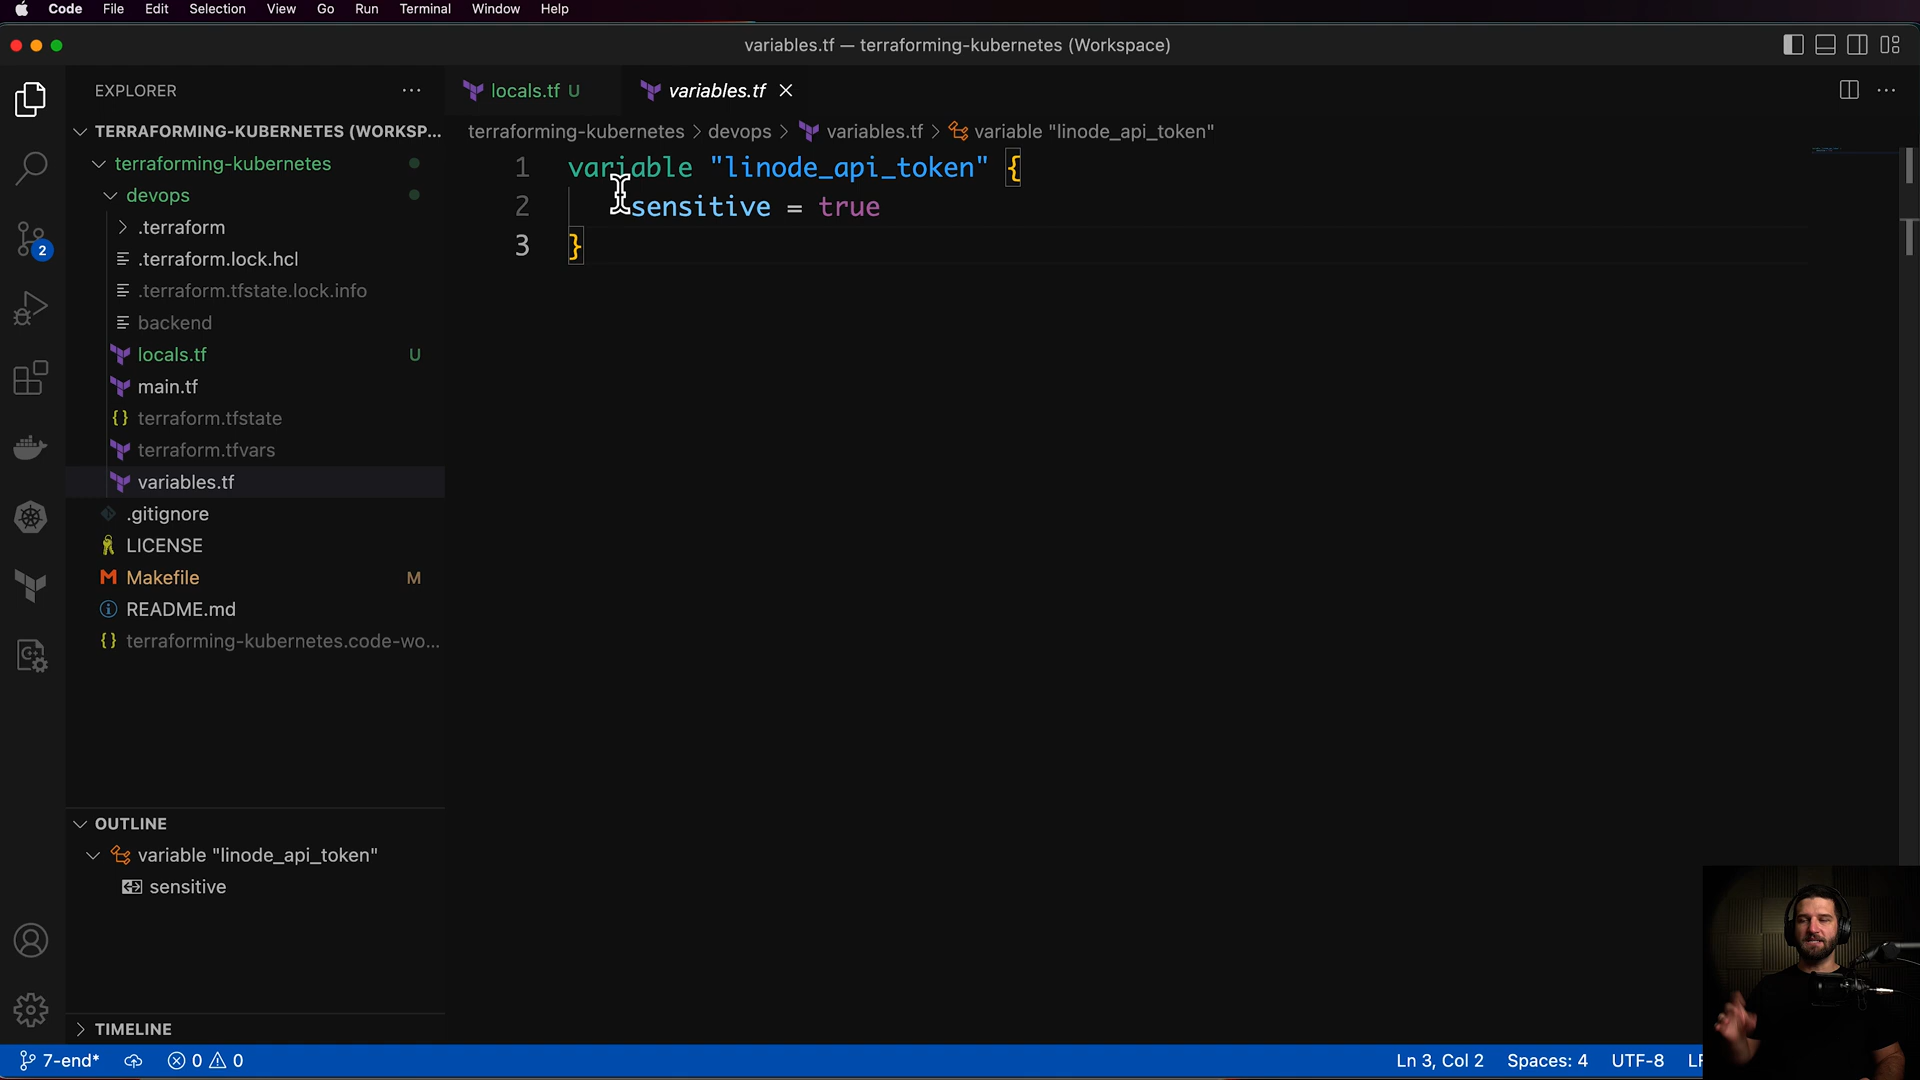 Code File Edit Selection View Go Run Terminal Window Help
variables.tf — terraforming-kubernetes (Workspace)
EXPLORER
TERRAFORMING-KUBERNETES (WORKSP...
terraforming-kubernetes
devops
.terraform
.terraform.lock.hcl
.terraform.tfstate.lock.info
backend
locals.tf U
main.tf
terraform.tfstate
terraform.tfvars
variables.tf
.gitignore
LICENSE
Makefile M
README.md
terraforming-kubernetes.code-wo...
2
OUTLINE
variable "linode_api_token"
sensitive
TIMELINE
locals.tf U variables.tf
terraforming-kubernetes > devops > variables.tf > variable "linode_api_token"
1 variable "linode_api_token" {
2 sensitive = true
3 }
7-end* 0 0 Ln 3, Col 2 Spaces: 4 UTF-8